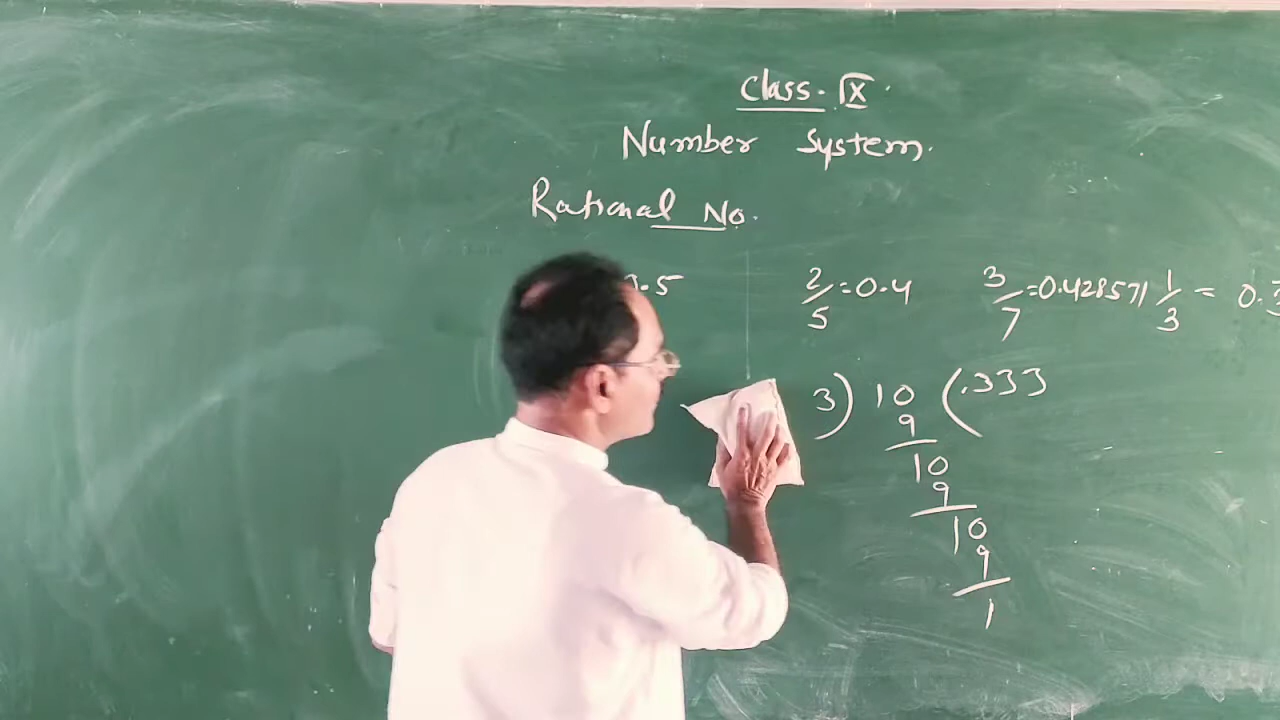 Class. IX.
Number System.
Rational No.
.5 2/5 = 0.4 3/7 = 0.428571 1/3 = 0.3
3) 10 (.333
9
10
9
10
9
1